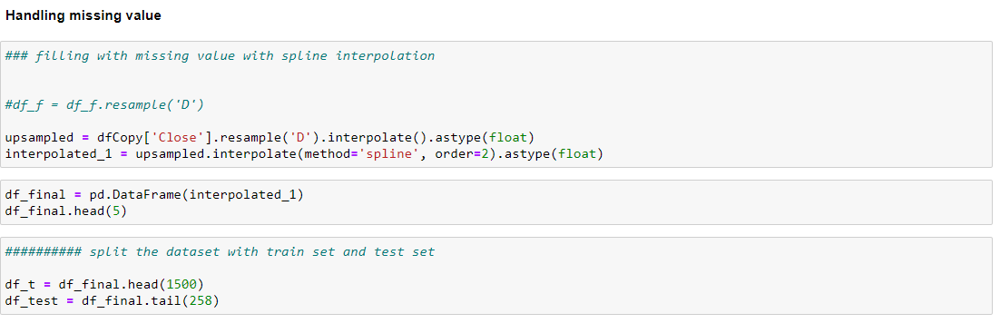 Handling missing value
### filling with missing value with spline interpolation
#df_f = df_f.resample('D')
upsampled = dfCopy['Close'].resample('D').interpolate().astype(float)
interpolated_1 = upsampled.interpolate(method='spline', order=2).astype(float)
df_final = pd.DataFrame(interpolated_1)
df_final.head(5)
########## split the dataset with train set and test set
df_t = df_final.head(1500)
df_test = df_final.tail(258)